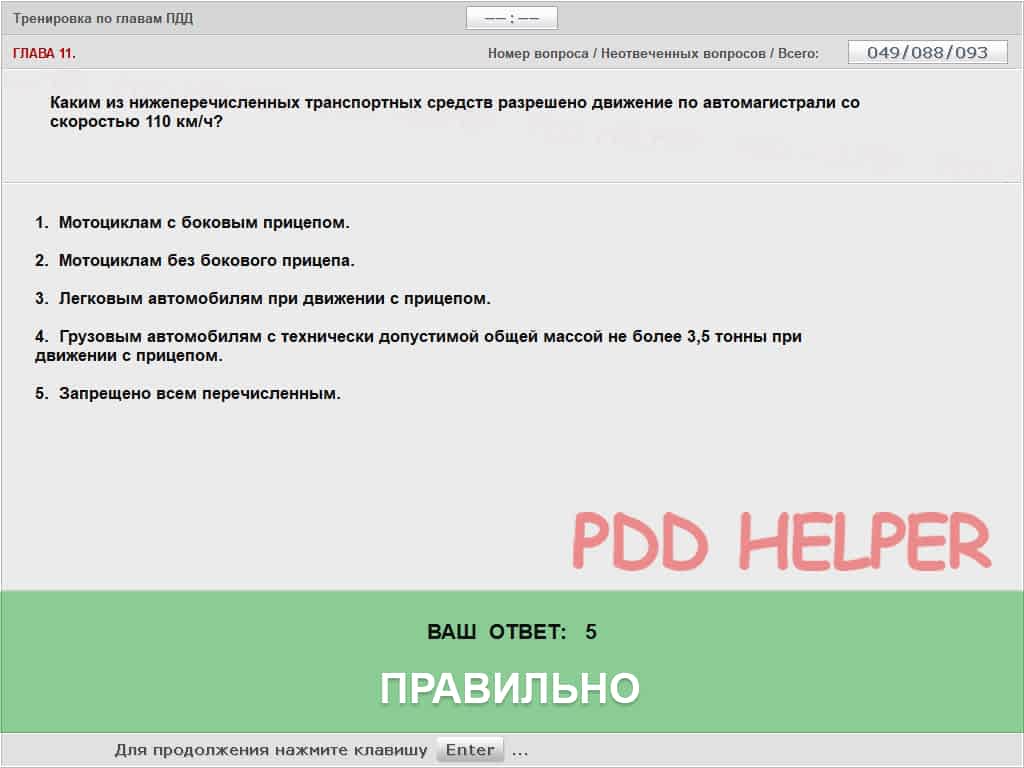 Тренировка по главам ПДД
—— : ——
ГЛАВА 11.
Номер вопроса / Неотвеченных вопросов / Всего: 049/088/093
Каким из нижеперечисленных транспортных средств разрешено движение по автомагистрали со
скоростью 110 км/ч?
1. Мотоциклам с боковым прицепом.
2. Мотоциклам без бокового прицепа.
3. Легковым автомобилям при движении с прицепом.
4. Грузовым автомобилям с технически допустимой общей массой не более 3,5 тонны при
движении с прицепом.
5. Запрещено всем перечисленным.
PDD HELPER
ВАШ ОТВЕТ: 5
ПРАВИЛЬНО
Для продолжения нажмите клавишу Enter ...